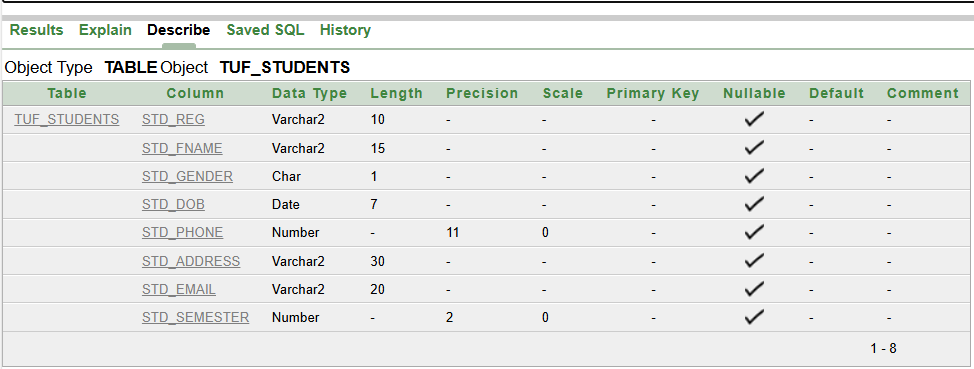 Results Explain Describe Saved SQL History
Object Type TABLE Object TUF_STUDENTS
Table Column Data Type Length Precision Scale Primary Key Nullable Default Comment
TUF_STUDENTS STD_REG Varchar2 10 - - - ✓ - -
STD_FNAME Varchar2 15 - - - ✓ - -
STD_GENDER Char 1 - - - ✓ - -
STD_DOB Date 7 - - - ✓ - -
STD_PHONE Number - 11 0 - ✓ - -
STD_ADDRESS Varchar2 30 - - - ✓ - -
STD_EMAIL Varchar2 20 - - - ✓ - -
STD_SEMESTER Number - 2 0 - ✓ - -
1 - 8